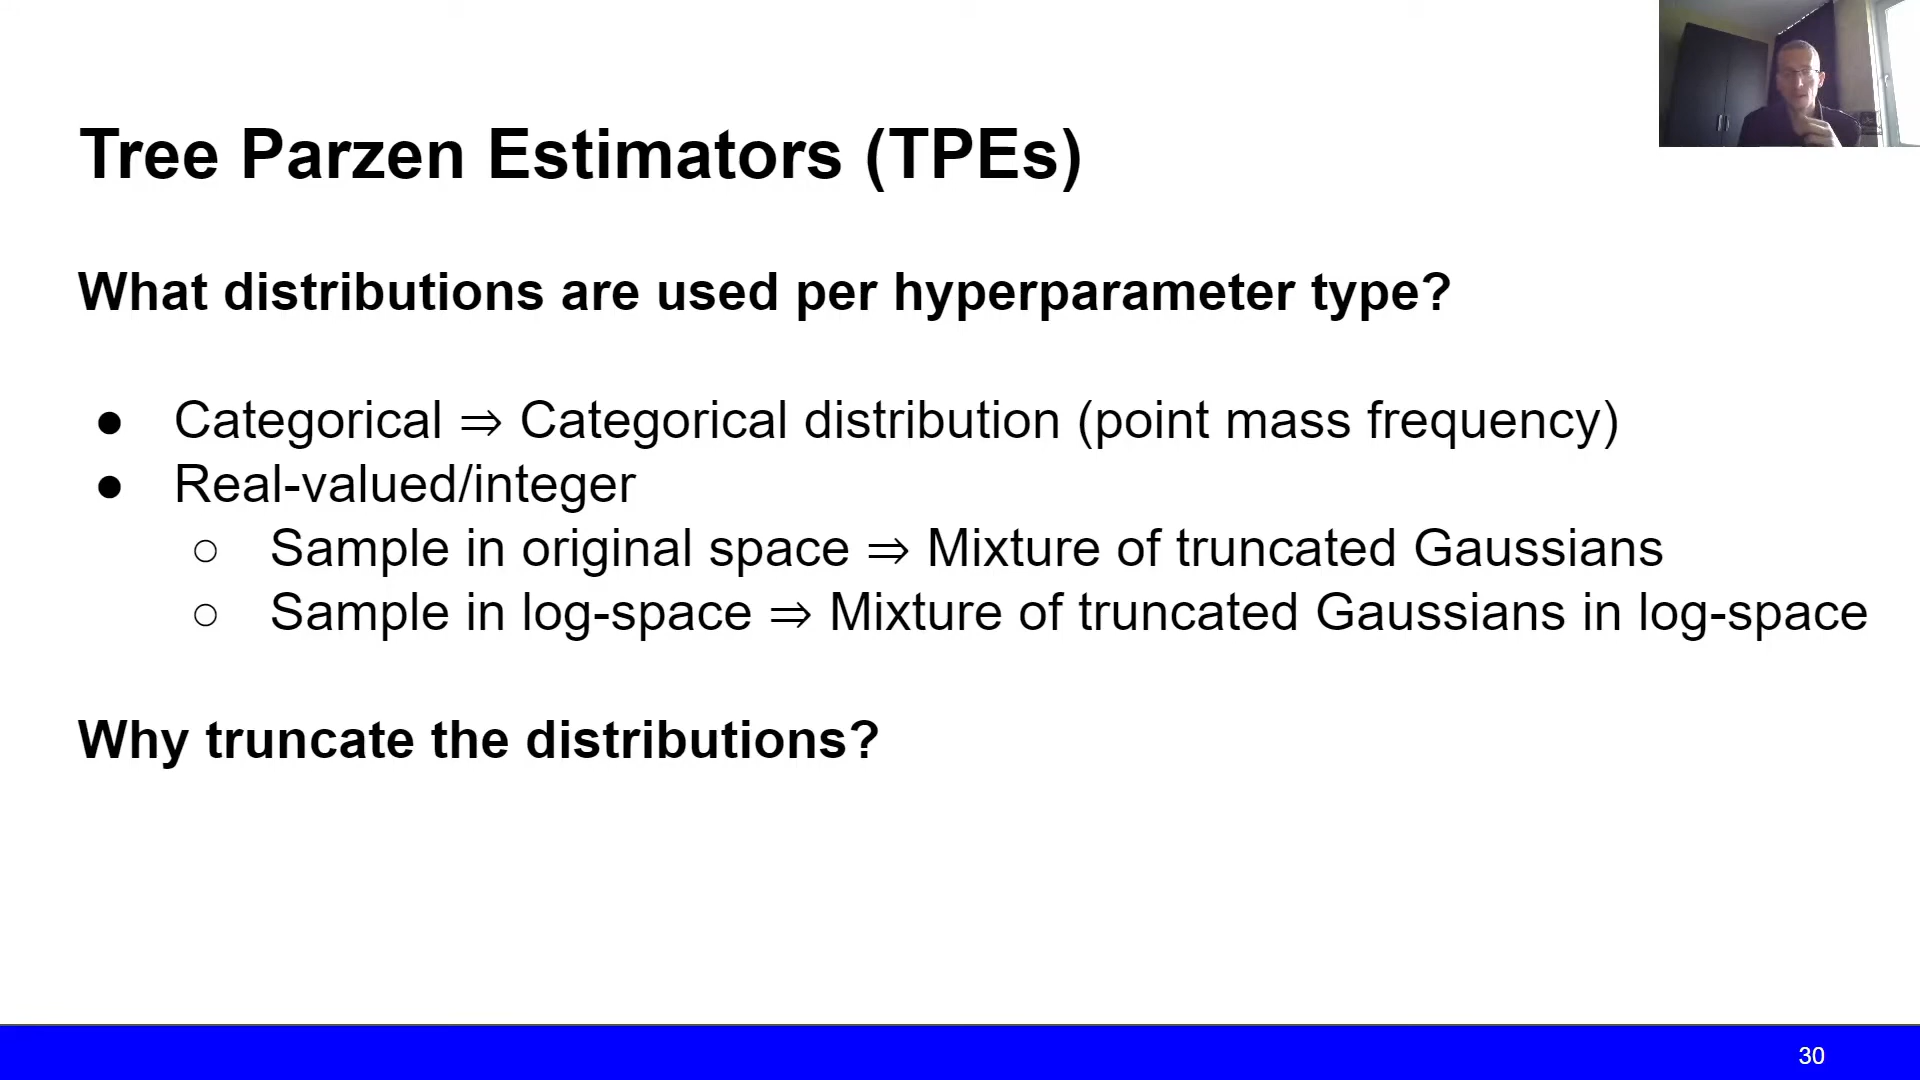 Tree Parzen Estimators (TPEs)
What distributions are used per hyperparameter type?
● Categorical ⇒ Categorical distribution (point mass frequency)
● Real-valued/integer
○ Sample in original space ⇒ Mixture of truncated Gaussians
○ Sample in log-space ⇒ Mixture of truncated Gaussians in log-space
Why truncate the distributions?
30